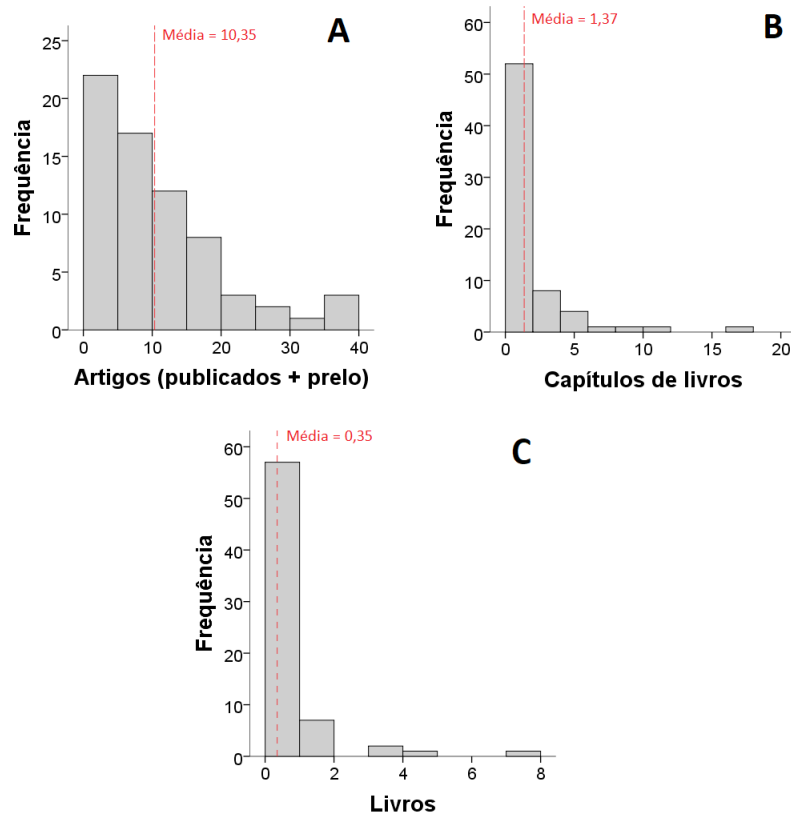 Média = 10,35
A
25
20
15
10
5
0
Frequência
0 10 20 30 40
Artigos (publicados + prelo)
Média = 1,37
B
60
50
40
30
20
10
0
Frequência
0 5 10 15 20
Capítulos de livros
Média = 0,35
C
60
50
40
30
20
10
0
Frequência
0 2 4 6 8
Livros